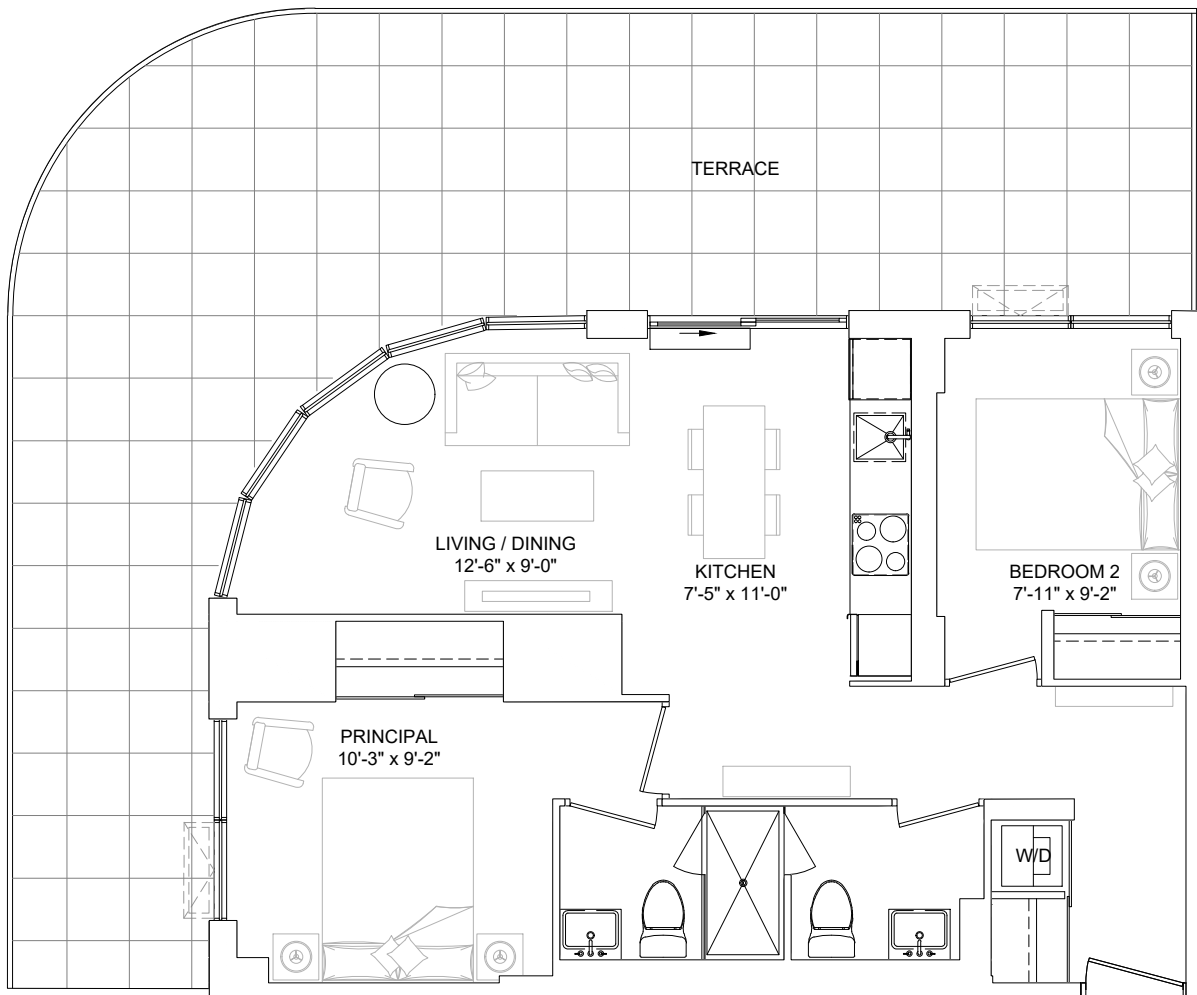 TERRACE
LIVING / DINING
12'-6" x 9'-0"
KITCHEN
7'-5" x 11'-0"
BEDROOM 2
7'-11" x 9'-2"
PRINCIPAL
10'-3" x 9'-2"
W/D